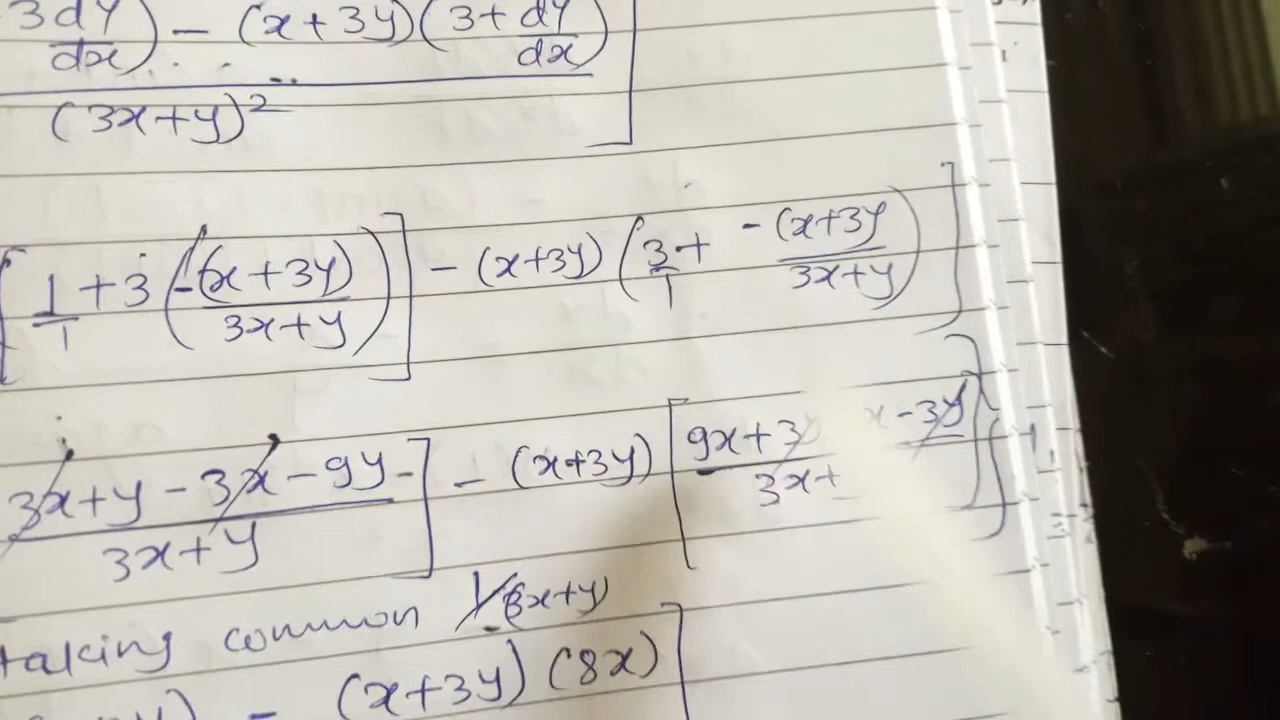 3dy/dx) - (x+3y)(3+dy/dx)]
(3x+y)²
[1/1 + 3(-(x+3y)/3x+y)] - (x+3y)(3/1 + -(x+3y/3x+y)]
3x+y-3x-9y/3x+y] - (x+3y)[9x+3 x-3y/3x+]}
taking common 1/(3x+y)
- (x+3y)(8x)]